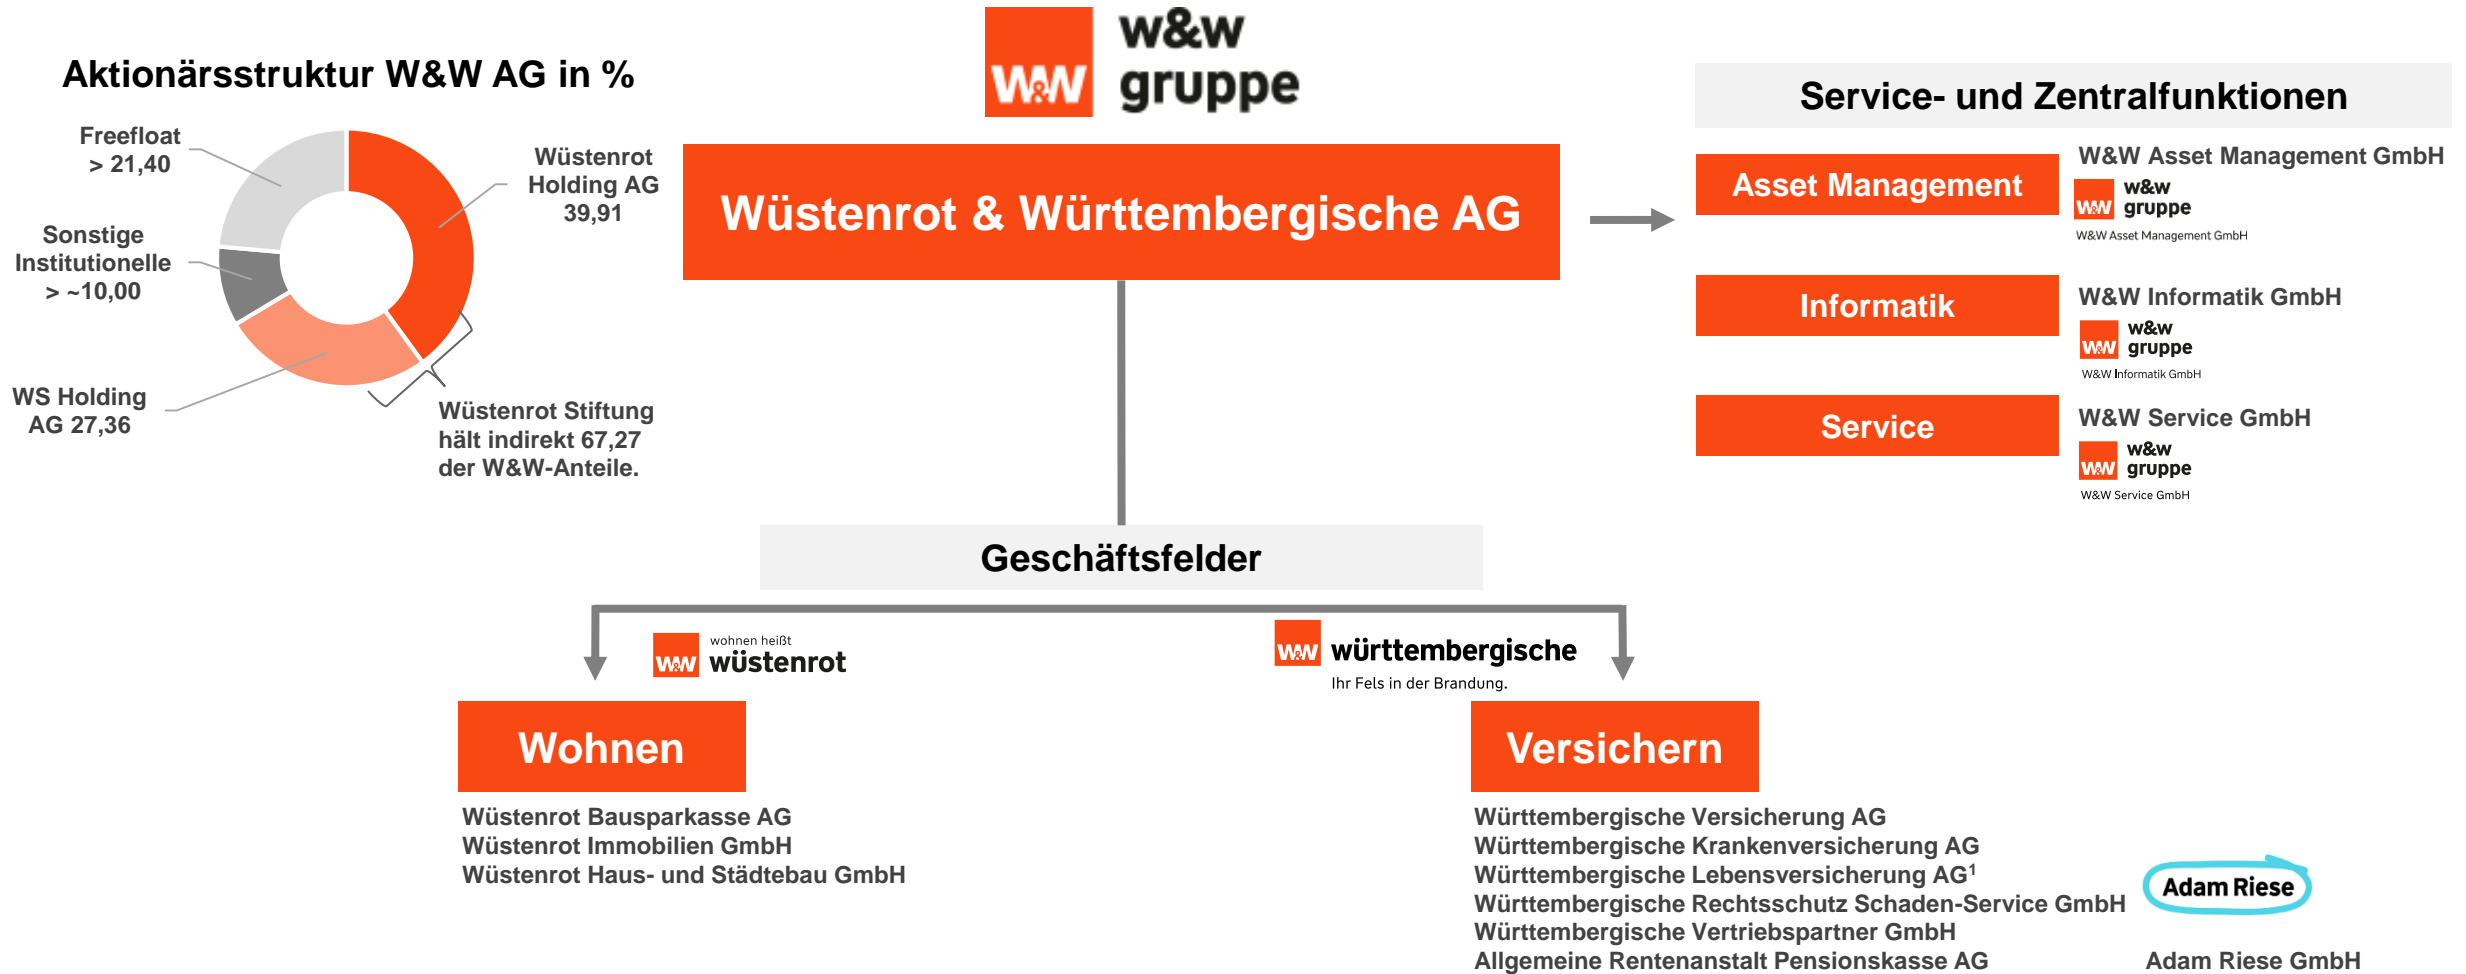 w&w
gruppe
W&W
Aktionärsstruktur W&W AG in %
Freefloat
> 21,40
Wüstenrot
Holding AG
39,91
Sonstige
Institutionelle
> ~10,00
WS Holding
AG 27,36
Wüstenrot Stiftung
hält indirekt 67,27
der W&W-Anteile.
Wüstenrot & Württembergische AG
Service- und Zentralfunktionen
Asset Management
W&W Asset Management GmbH
W&W
w&w
gruppe
W&W Asset Management GmbH
Informatik
W&W Informatik GmbH
W&W
w&w
gruppe
W&W Informatik GmbH
Service
W&W Service GmbH
W&W
w&w
gruppe
W&W Service GmbH
Geschäftsfelder
W&W
wohnen heißt
wüstenrot
W&W
württembergische
Ihr Fels in der Brandung.
Wohnen
Wüstenrot Bausparkasse AG
Wüstenrot Immobilien GmbH
Wüstenrot Haus- und Städtebau GmbH
Versichern
Württembergische Versicherung AG
Württembergische Krankenversicherung AG
Württembergische Lebensversicherung AG¹
Württembergische Rechtsschutz Schaden-Service GmbH
Württembergische Vertriebspartner GmbH
Allgemeine Rentenanstalt Pensionskasse AG
Adam Riese
Adam Riese GmbH